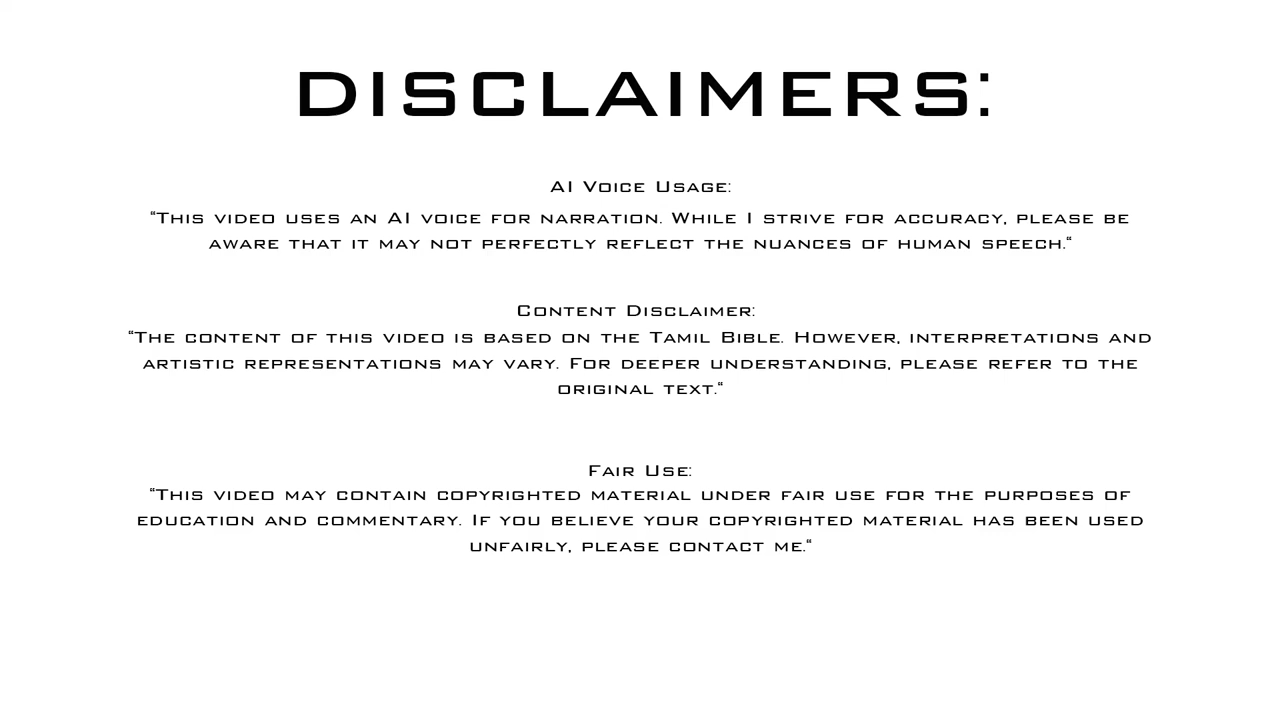 DISCLAIMERS:
AI Voice Usage:
“This video uses an AI voice for narration. While I strive for accuracy, please be
aware that it may not perfectly reflect the nuances of human speech.“
Content Disclaimer:
“The content of this video is based on the Tamil Bible. However, interpretations and
artistic representations may vary. For deeper understanding, please refer to the
original text.“
Fair Use:
“This video may contain copyrighted material under fair use for the purposes of
education and commentary. If you believe your copyrighted material has been used
unfairly, please contact me.“